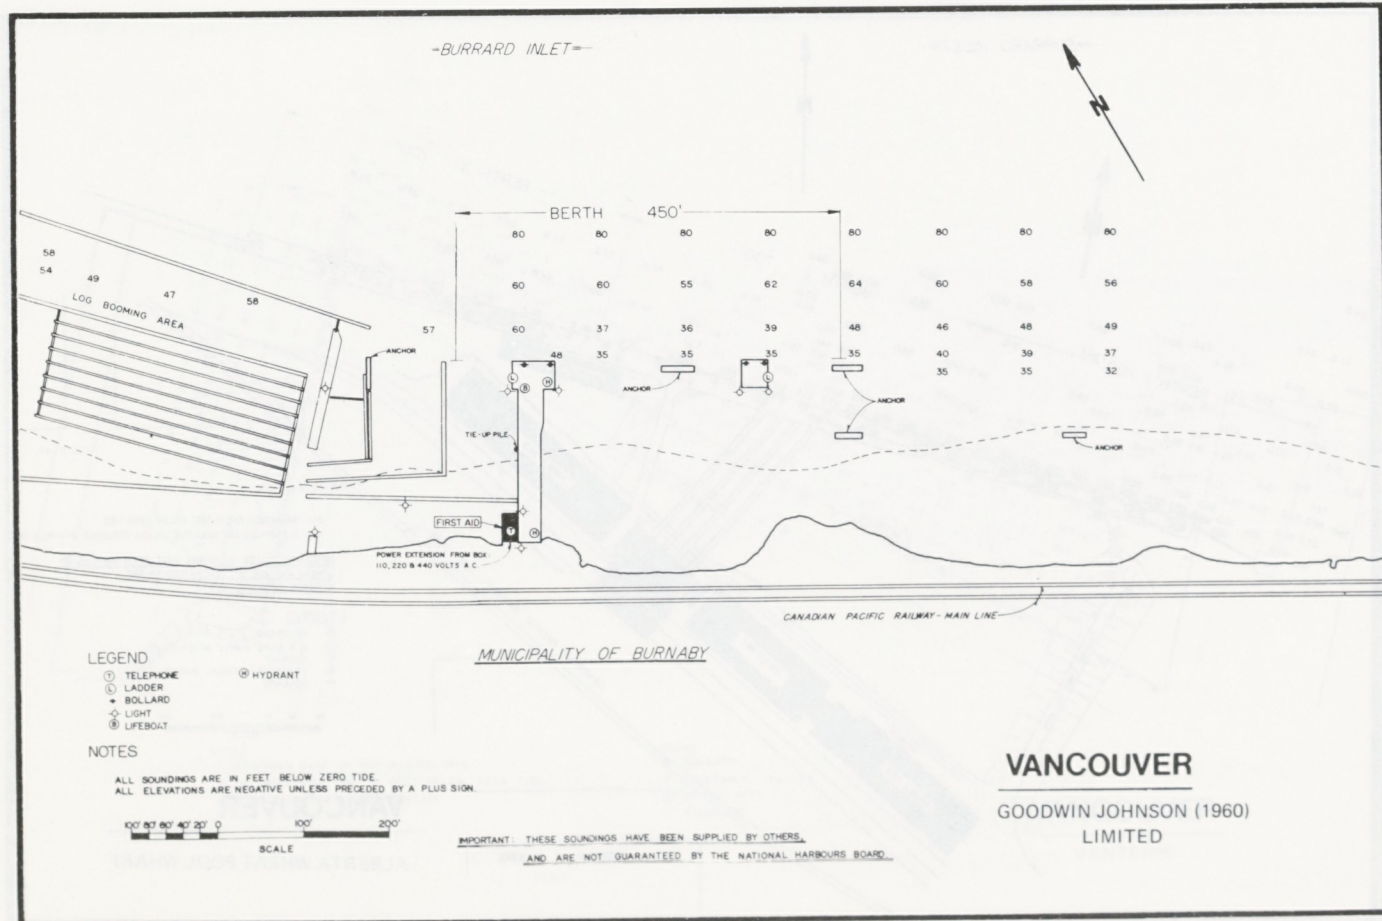 -BURRARD INLET-
N
BERTH 450'
80 80 80 80 80 80 80 80
58
54 49 47 58
LOG BOOMING AREA
60 60 55 62 64 60 58 56
57 60 37 36 39 48 46 48 49
48 35 35 35 35 40 39 37
35 35 32
ANCHOR
L
B
H
L
ANCHOR
ANCHOR
TIE-UP PILE
ANCHOR
FIRST AID
T
H
POWER EXTENSION FROM BOX
110, 220 & 440 VOLTS A.C.
CANADIAN PACIFIC RAILWAY - MAIN LINE
MUNICIPALITY OF BURNABY
LEGEND
T TELEPHONE
H HYDRANT
L LADDER
BOLLARD
LIGHT
B LIFEBOAT
NOTES
ALL SOUNDINGS ARE IN FEET BELOW ZERO TIDE.
ALL ELEVATIONS ARE NEGATIVE UNLESS PRECEDED BY A PLUS SIGN.
100' 80' 60' 40' 20' 0 100' 200'
SCALE
IMPORTANT: THESE SOUNDINGS HAVE BEEN SUPPLIED BY OTHERS,
AND ARE NOT GUARANTEED BY THE NATIONAL HARBOURS BOARD.
VANCOUVER
GOODWIN JOHNSON (1960)
LIMITED